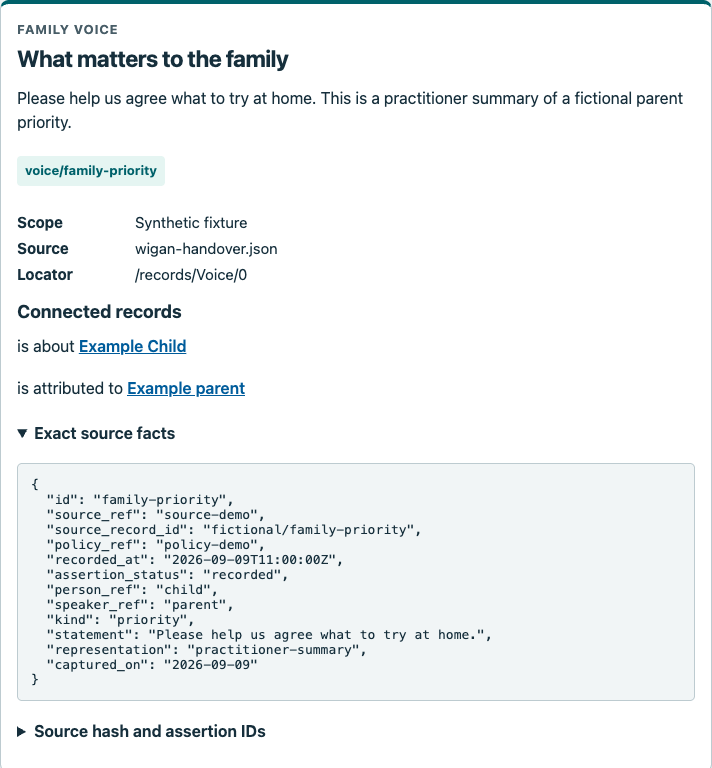 FAMILY VOICE
What matters to the family
Please help us agree what to try at home. This is a practitioner summary of a fictional parent
priority.
voice/family-priority
Scope Synthetic fixture
Source wigan-handover.json
Locator /records/Voice/0
Connected records
is about Example Child
is attributed to Example parent
▼ Exact source facts
{
  "id": "family-priority",
  "source_ref": "source-demo",
  "source_record_id": "fictional/family-priority",
  "policy_ref": "policy-demo",
  "recorded_at": "2026-09-09T11:00:00Z",
  "assertion_status": "recorded",
  "person_ref": "child",
  "speaker_ref": "parent",
  "kind": "priority",
  "statement": "Please help us agree what to try at home.",
  "representation": "practitioner-summary",
  "captured_on": "2026-09-09"
}
▶ Source hash and assertion IDs